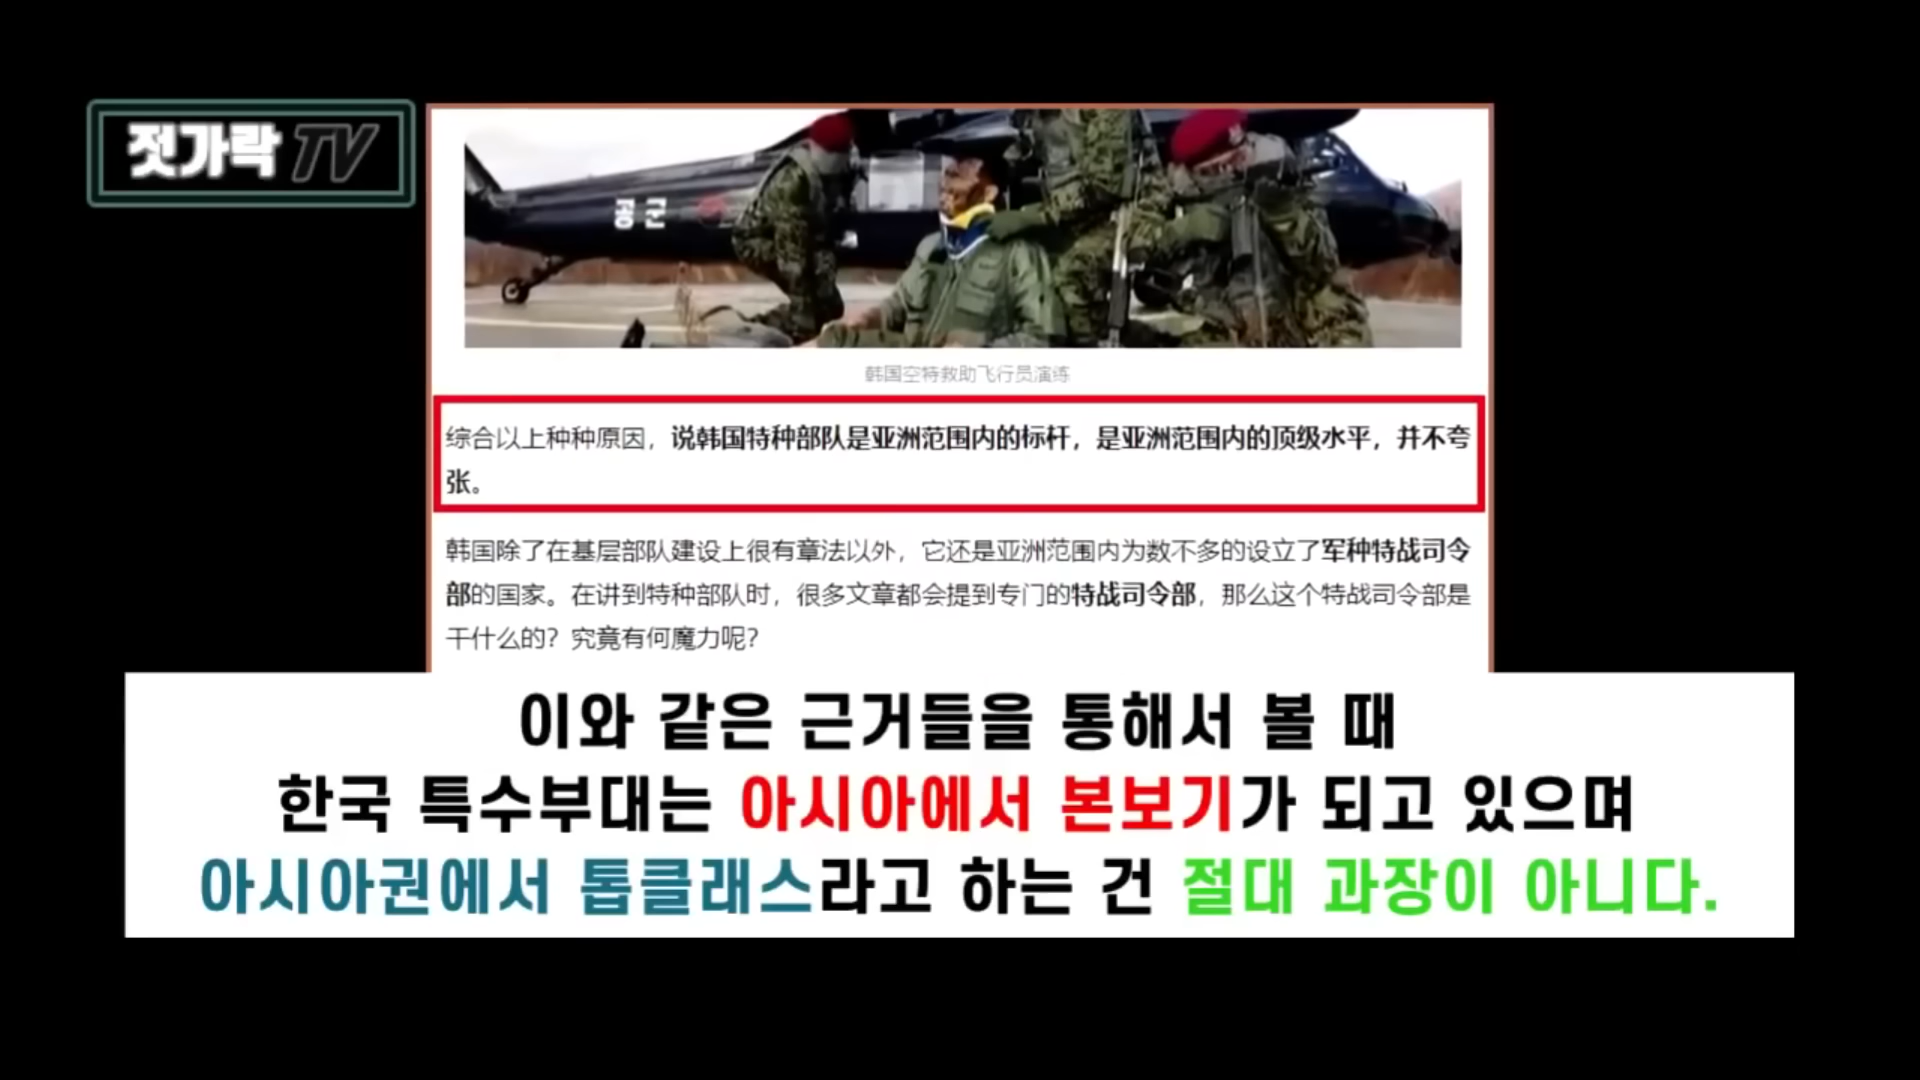 젓가락 TV
공군
韩国空特救助飞行员演练
综合以上种种原因，说韩国特种部队是亚洲范围内的标杆，是亚洲范围内的顶级水平，并不夸
张。
韩国除了在基层部队建设上很有章法以外，它还是亚洲范围内为数不多的设立了军种特战司令
部的国家。在讲到特种部队时，很多文章都会提到专门的特战司令部，那么这个特战司令部是
干什么的？究竟有何魔力呢？
이와 같은 근거들을 통해서 볼 때
한국 특수부대는 아시아에서 본보기가 되고 있으며
아시아권에서 톱클래스라고 하는 건 절대 과장이 아니다.